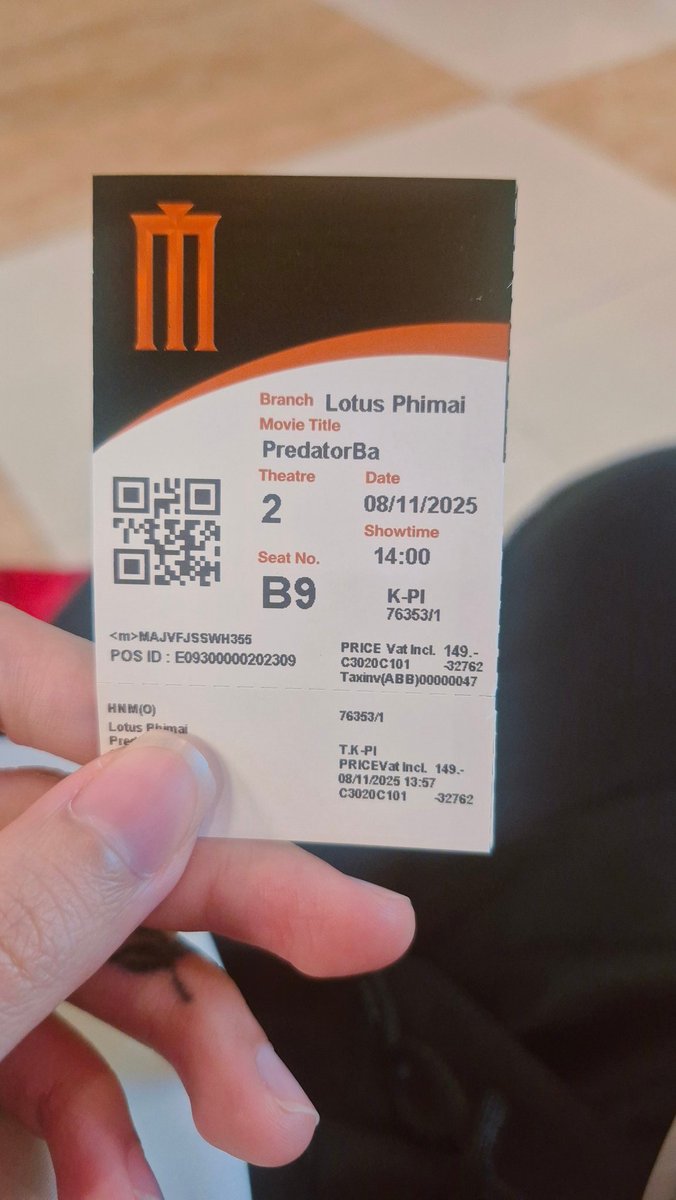 Branch Lotus Phimai
Movie Title
PredatorBa
Theatre Date
2 08/11/2025
Showtime
14:00
Seat No.
B9 K-PI
76353/1
<m>MAJVFJSSWH355
POS ID : E09300000202309
PRICE Vat Incl. 149.-
C3020C101 -32762
Taxinv(ABB)00000047
HNM(O) 76353/1
Lotus Phimai
Pre
T.K-PI
PRICEVat Incl. 149.-
08/11/2025 13:57
C3020C101 -32762